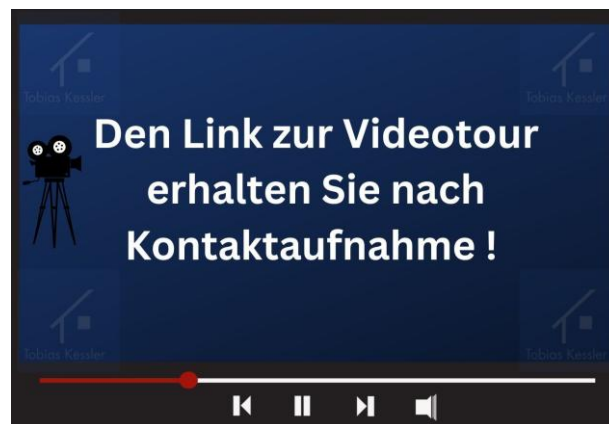 Tobias Kessler
Tobias Kessler
Den Link zur Videotour
erhalten Sie nach
Kontaktaufnahme !
Tobias Kessler
Tobias Kessler